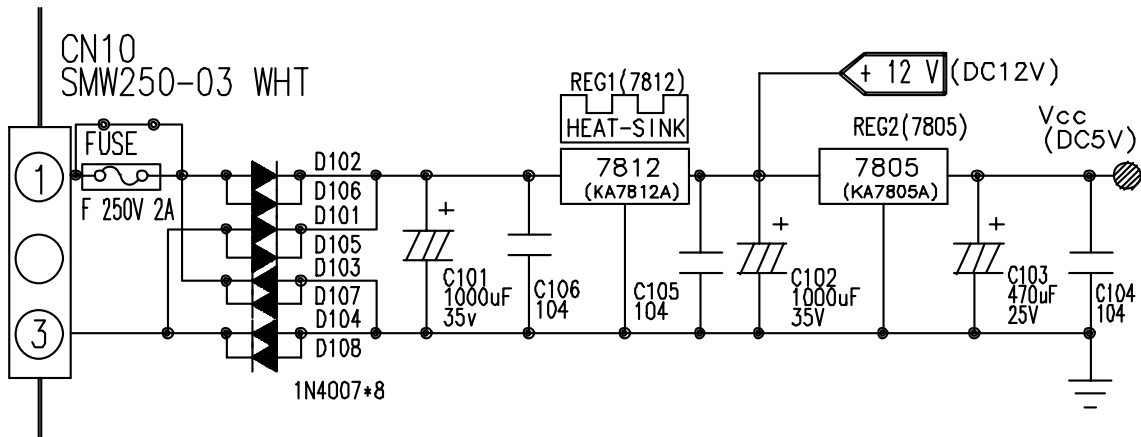 CN10
SMW250-03 WHT
1
3
FUSE
F 250V 2A
D102
D106
D101
D105
D103
D107
D104
D108
1N4007*8
C101
1000uF
35v
C106
104
REG1(7812)
HEAT-SINK
7812
(KA7812A)
C105
104
C102
1000uF
35V
+ 12 V (DC12V)
REG2(7805)
7805
(KA7805A)
Vcc
(DC5V)
C103
470uF
25V
C104
104
+
+
+